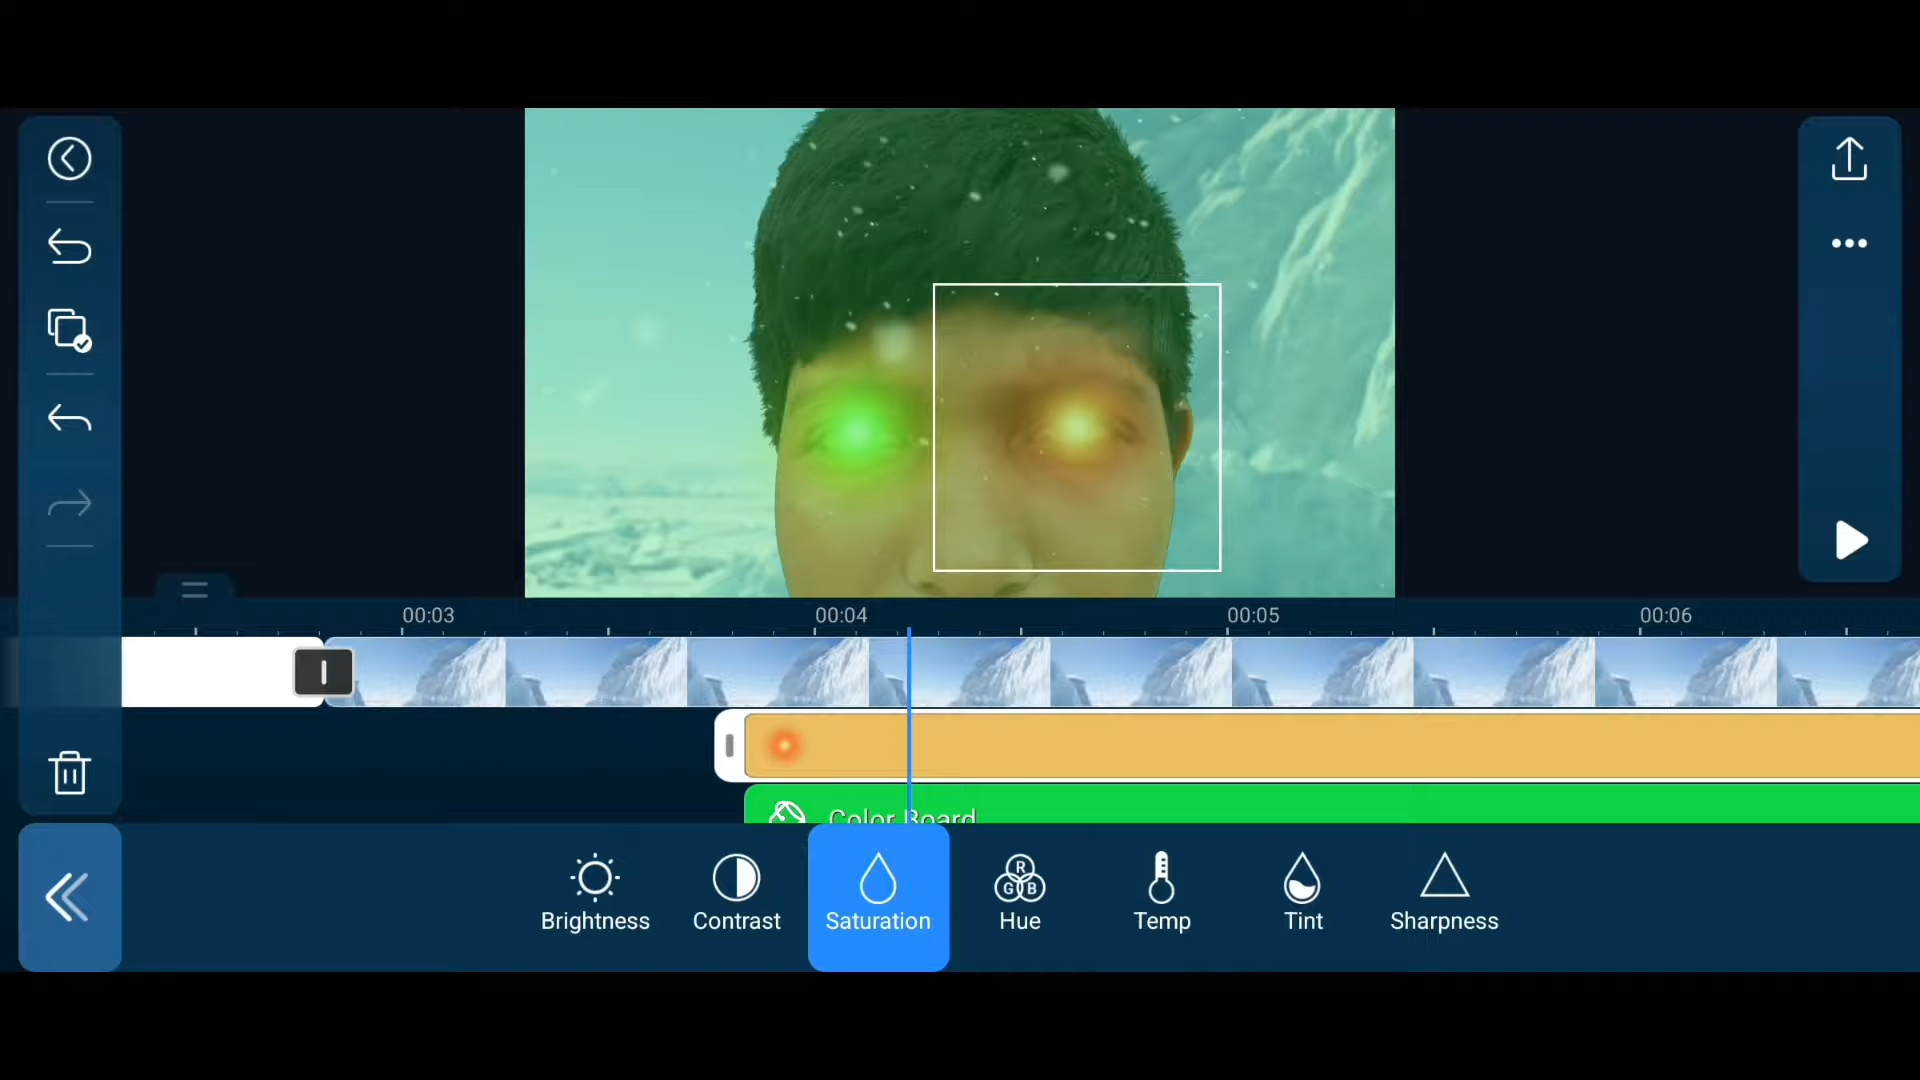 00:03 00:04 00:05 00:06
Color Board
R
G B
Brightness Contrast Saturation Hue Temp Tint Sharpness